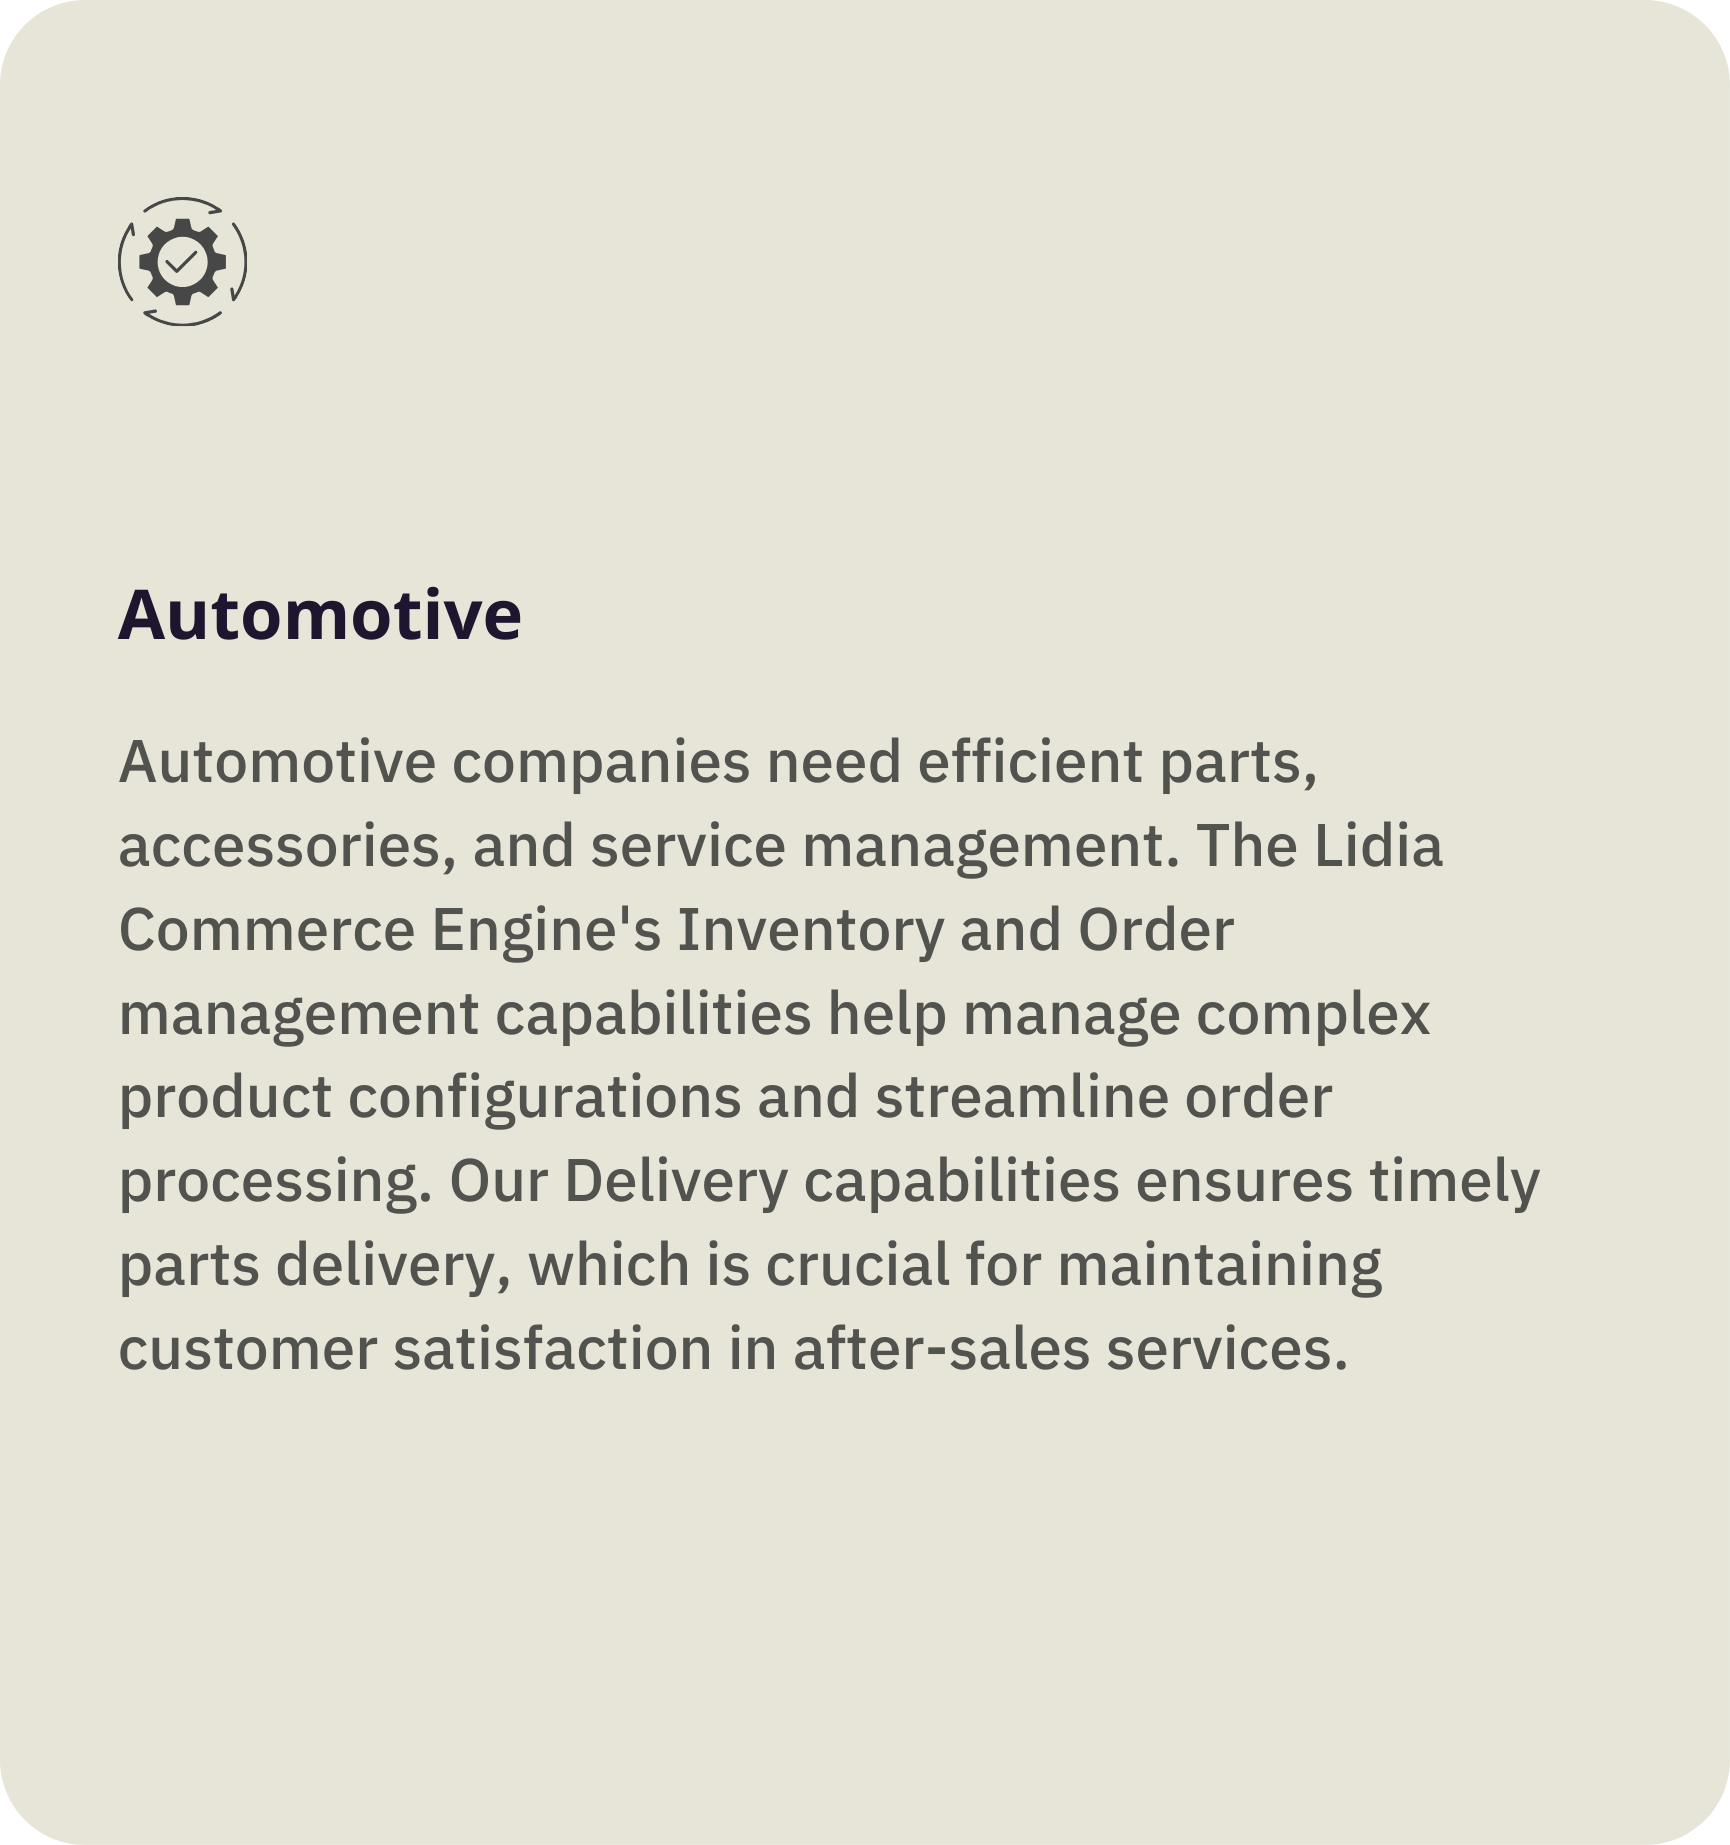 Automotive
Automotive companies need efficient parts,
accessories, and service management. The Lidia
Commerce Engine's Inventory and Order
management capabilities help manage complex
product configurations and streamline order
processing. Our Delivery capabilities ensures timely
parts delivery, which is crucial for maintaining
customer satisfaction in after-sales services.